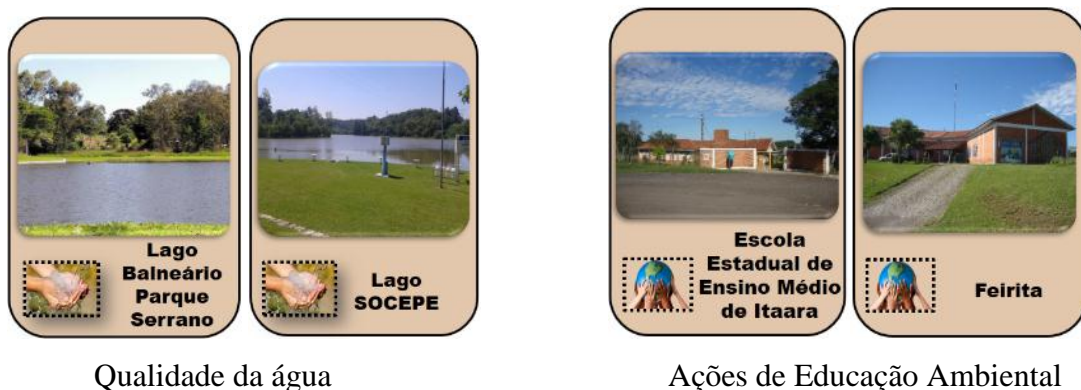 Lago
Balneário
Parque
Serrano
Lago
SOCEPE
Escola
Estadual de
Ensino Médio
de Itaara
Feirita
Qualidade da água
Ações de Educação Ambiental